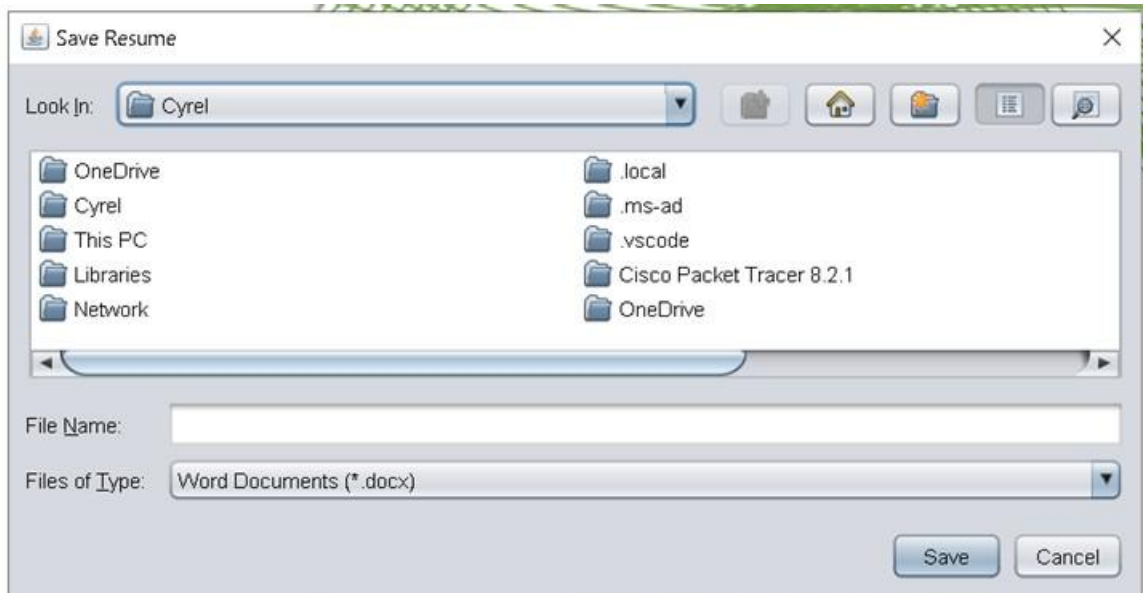 Save Resume
Look In: Cyrel
OneDrive .local
Cyrel .ms-ad
This PC .vscode
Libraries Cisco Packet Tracer 8.2.1
Network OneDrive
File Name:
Files of Type: Word Documents (*.docx)
Save Cancel